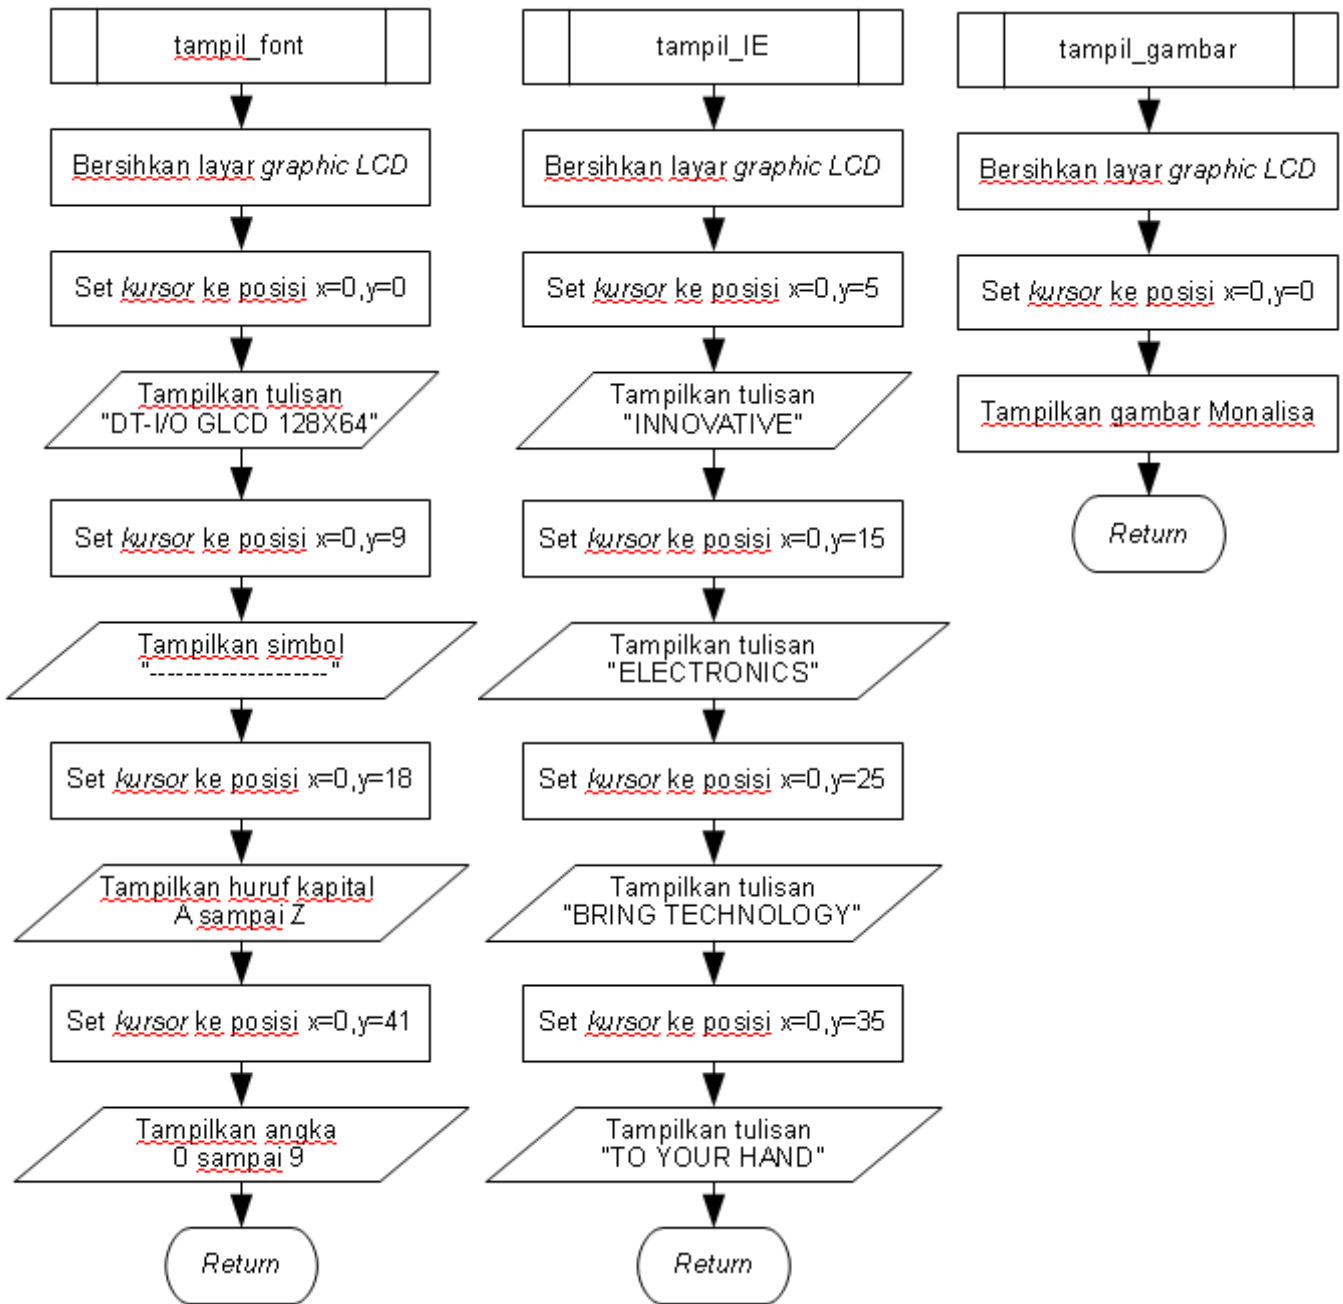 tampil_font
Bersihkan layar graphic LCD
Set kursor ke posisi x=0,y=0
Tampilkan tulisan
"DT-I/O GLCD 128X64"
Set kursor ke posisi x=0,y=9
Tampilkan simbol
"--------------------"
Set kursor ke posisi x=0,y=18
Tampilkan huruf kapital
A sampai Z
Set kursor ke posisi x=0,y=41
Tampilkan angka
0 sampai 9
Return
tampil_IE
Bersihkan layar graphic LCD
Set kursor ke posisi x=0,y=5
Tampilkan tulisan
"INNOVATIVE"
Set kursor ke posisi x=0,y=15
Tampilkan tulisan
"ELECTRONICS"
Set kursor ke posisi x=0,y=25
Tampilkan tulisan
"BRING TECHNOLOGY"
Set kursor ke posisi x=0,y=35
Tampilkan tulisan
"TO YOUR HAND"
Return
tampil_gambar
Bersihkan layar graphic LCD
Set kursor ke posisi x=0,y=0
Tampilkan gambar Monalisa
Return